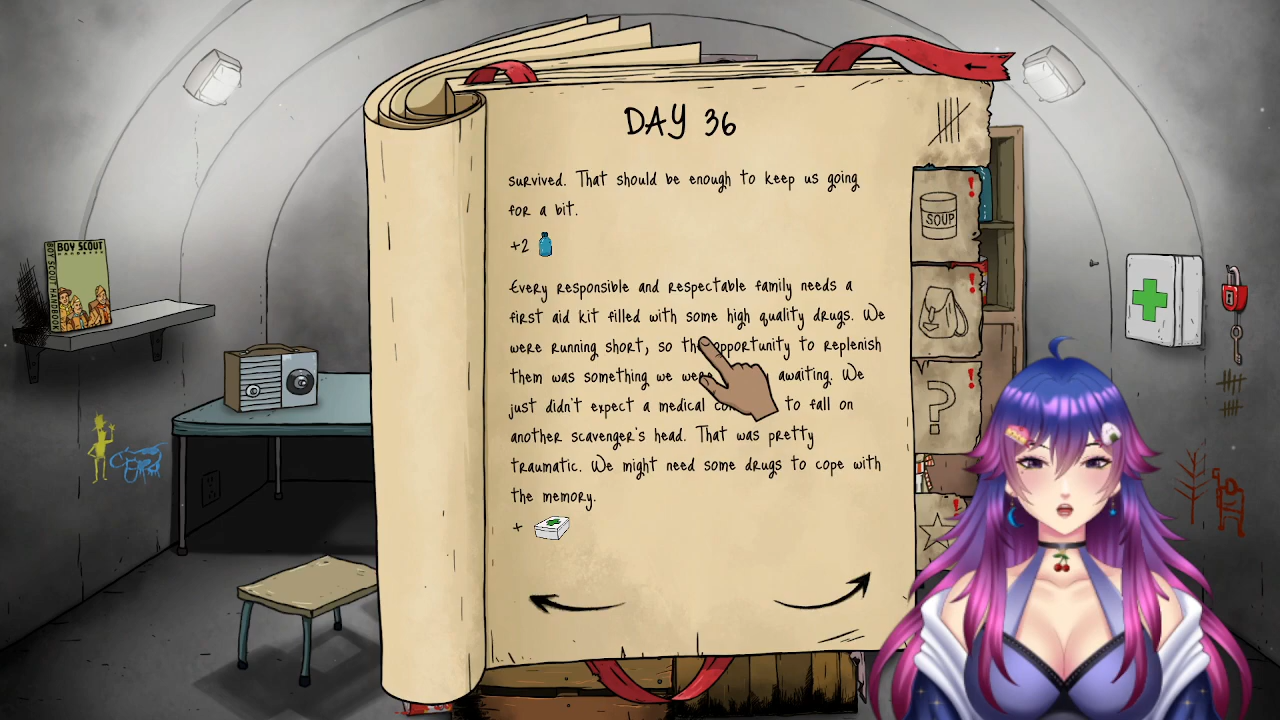 DAY 36
survived. That should be enough to keep us going
for a bit.
+2
Every responsible and respectable family needs a
first aid kit filled with some high quality drugs. We
were running short, so the opportunity to replenish
them was something we were awaiting. We
just didn't expect a medical to fall on
another scavenger's head. That was pretty
traumatic. We might need some drugs to cope with
the memory.
+
SOUP
BOY SCOUT
BOY SCOUT HANDBOOK